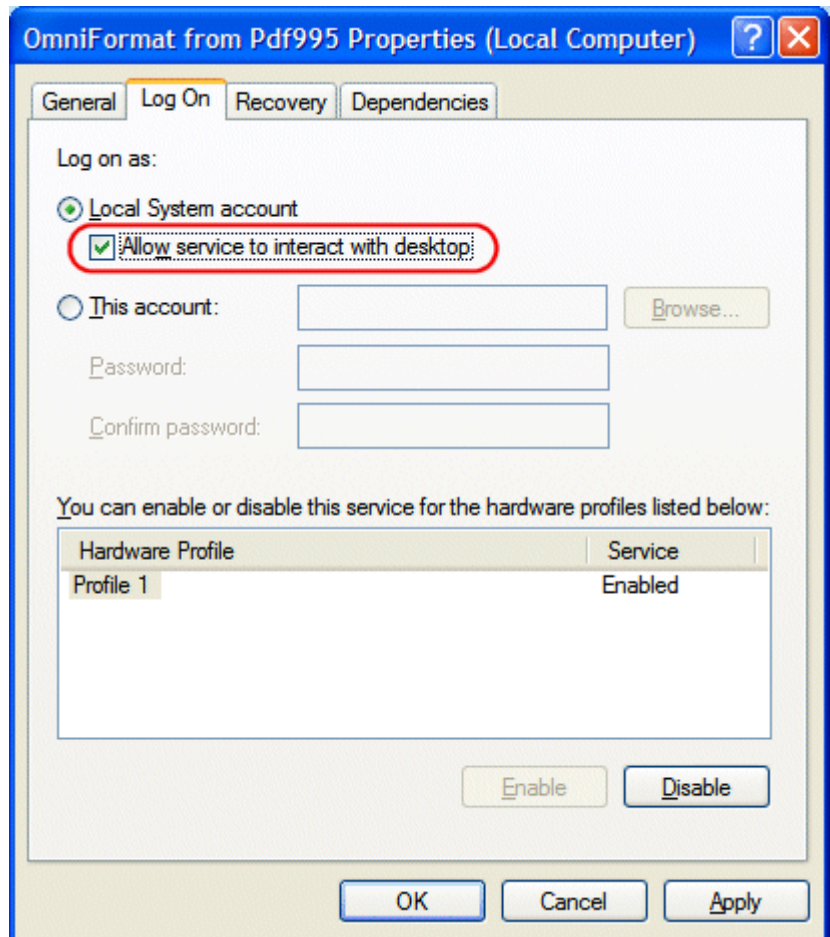 OmniFormat from Pdf995 Properties (Local Computer)
General Log On Recovery Dependencies
Log on as:
Local System account
Allow service to interact with desktop
This account: Browse...
Password:
Confirm password:
You can enable or disable this service for the hardware profiles listed below:
Hardware Profile Service
Profile 1 Enabled
Enable Disable
OK Cancel Apply